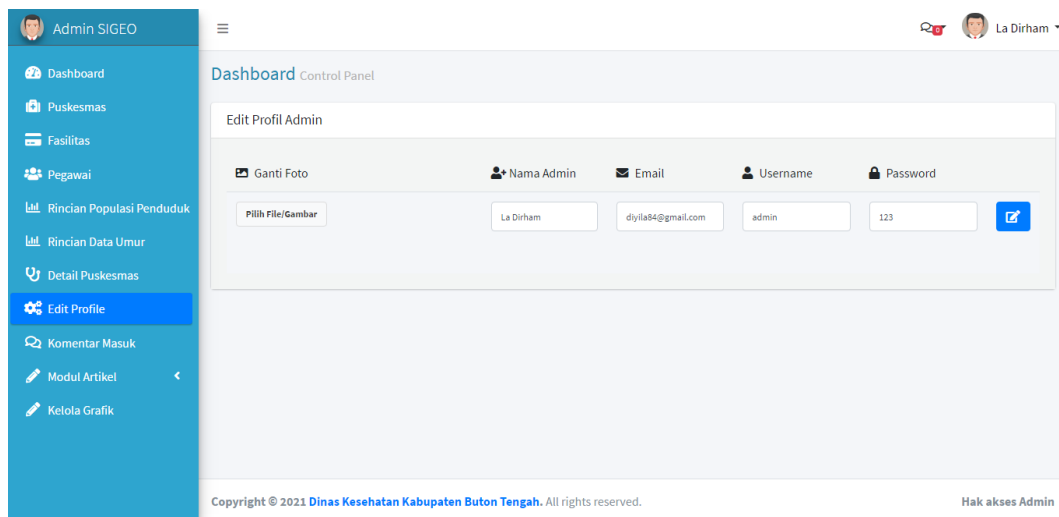 Admin SIGEO
0
La Dirham
Dashboard
Puskesmas
Fasilitas
Pegawai
Rincian Populasi Penduduk
Rincian Data Umur
Detail Puskesmas
Edit Profile
Komentar Masuk
Modul Artikel
Kelola Grafik
Dashboard Control Panel
Edit Profil Admin
Ganti Foto Nama Admin Email Username Password
Pilih File/Gambar La Dirham diyila84@gmail.com admin 123
Copyright © 2021 Dinas Kesehatan Kabupaten Buton Tengah. All rights reserved. Hak akses Admin